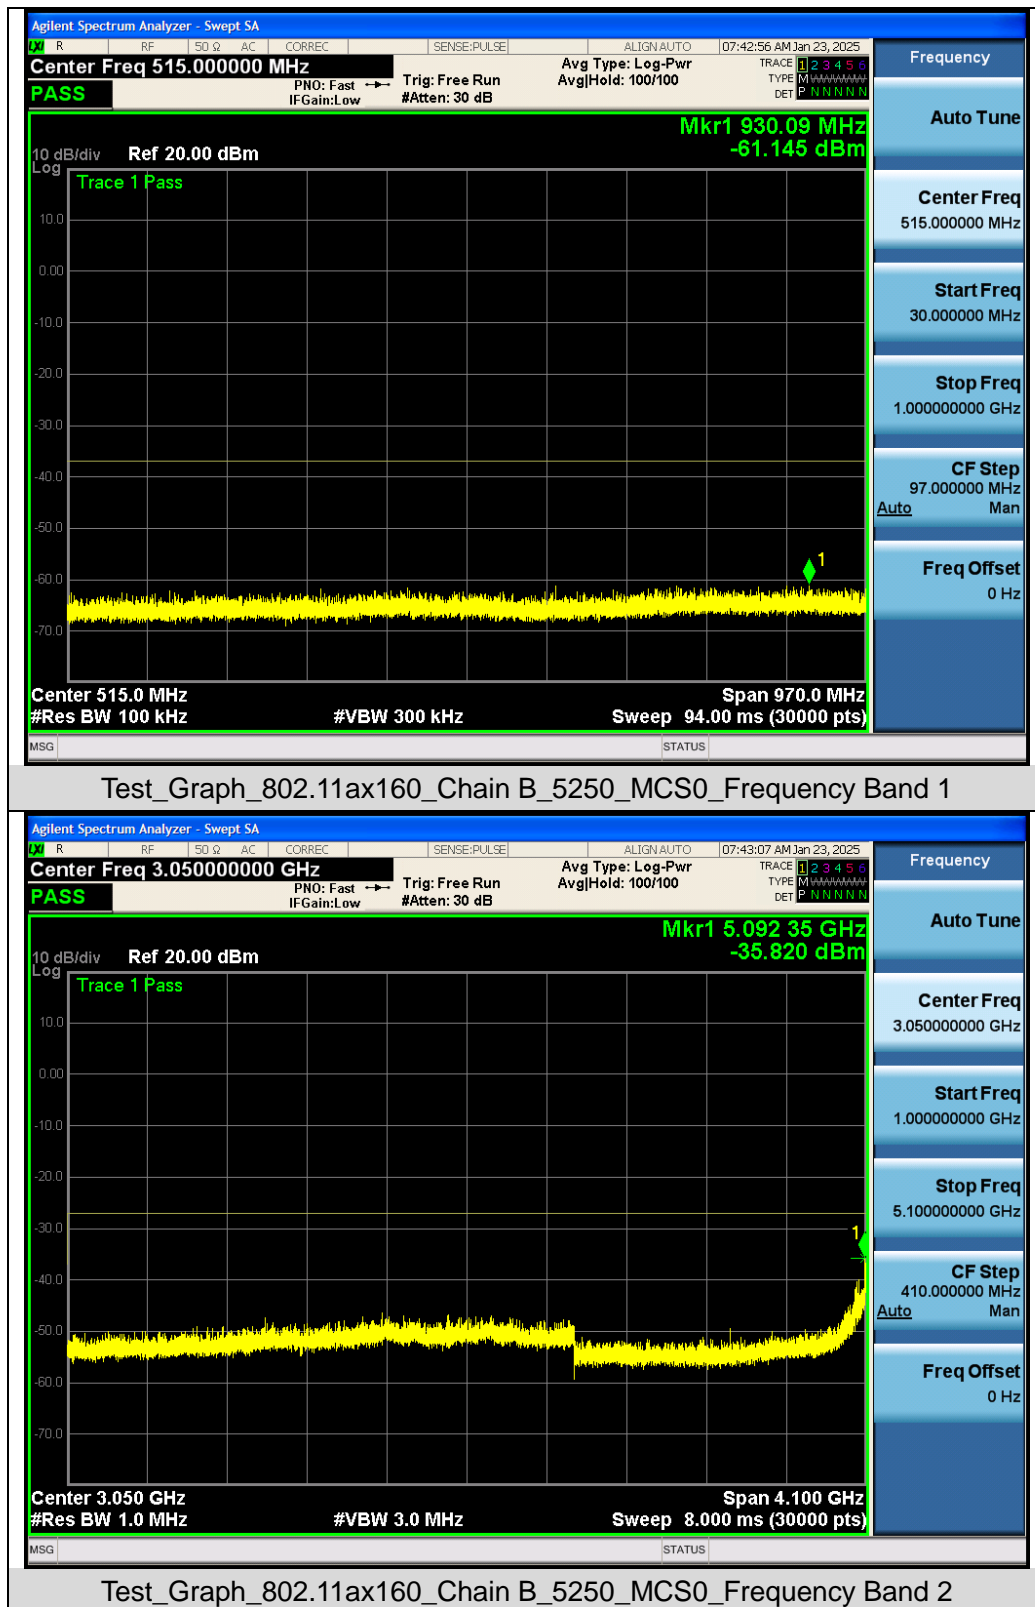 Agilent Spectrum Analyzer - Swept SA
LXI R RF 50 Ω AC CORREC SENSE:PULSE ALIGN AUTO 07:42:56 AM Jan 23, 2025
Center Freq 515.000000 MHz
PASS
PNO: Fast
IFGain:Low
Trig: Free Run
#Atten: 30 dB
Avg Type: Log-Pwr
Avg|Hold: 100/100
TRACE 1 2 3 4 5 6
TYPE M
DET P N N N N N
Mkr1 930.09 MHz
-61.145 dBm
10 dB/div Ref 20.00 dBm
Log
Trace 1 Pass
10.0
0.00
-10.0
-20.0
-30.0
-40.0
-50.0
-60.0
-70.0
1
Center 515.0 MHz Span 970.0 MHz
#Res BW 100 kHz #VBW 300 kHz Sweep 94.00 ms (30000 pts)
MSG STATUS
Frequency
Auto Tune
Center Freq
515.000000 MHz
Start Freq
30.000000 MHz
Stop Freq
1.000000000 GHz
CF Step
97.000000 MHz
Auto Man
Freq Offset
0 Hz
Test_Graph_802.11ax160_Chain B_5250_MCS0_Frequency Band 1
Agilent Spectrum Analyzer - Swept SA
LXI R RF 50 Ω AC CORREC SENSE:PULSE ALIGN AUTO 07:43:07 AM Jan 23, 2025
Center Freq 3.050000000 GHz
PASS
PNO: Fast
IFGain:Low
Trig: Free Run
#Atten: 30 dB
Avg Type: Log-Pwr
Avg|Hold: 100/100
TRACE 1 2 3 4 5 6
TYPE M
DET P N N N N N
Mkr1 5.092 35 GHz
-35.820 dBm
10 dB/div Ref 20.00 dBm
Log
Trace 1 Pass
10.0
0.00
-10.0
-20.0
-30.0
-40.0
-50.0
-60.0
-70.0
1
Center 3.050 GHz Span 4.100 GHz
#Res BW 1.0 MHz #VBW 3.0 MHz Sweep 8.000 ms (30000 pts)
MSG STATUS
Frequency
Auto Tune
Center Freq
3.050000000 GHz
Start Freq
1.000000000 GHz
Stop Freq
5.100000000 GHz
CF Step
410.000000 MHz
Auto Man
Freq Offset
0 Hz
Test_Graph_802.11ax160_Chain B_5250_MCS0_Frequency Band 2